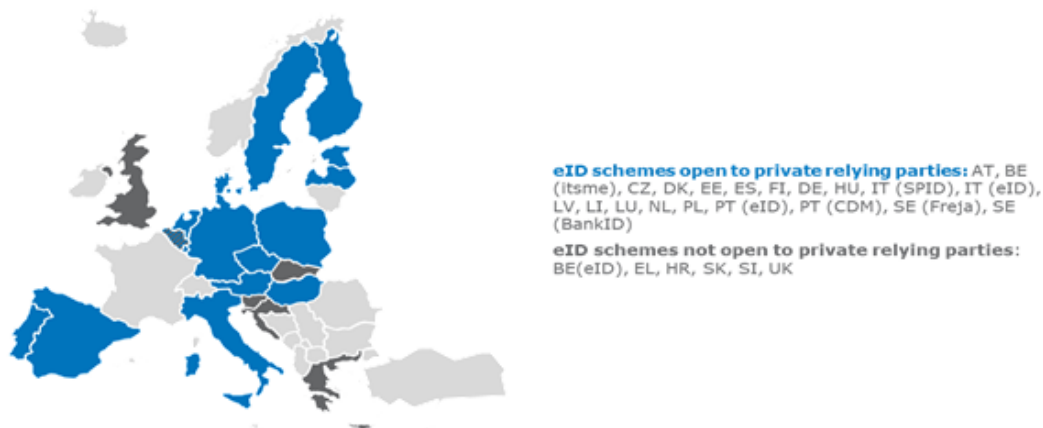 eID schemes open to private relying parties: AT, BE
(itsme), CZ, DK, EE, ES, FI, DE, HU, IT (SPID), IT (eID),
LV, LI, LU, NL, PL, PT (eID), PT (CDM), SE (Freja), SE
(BankID)
eID schemes not open to private relying parties:
BE(eID), EL, HR, SK, SI, UK